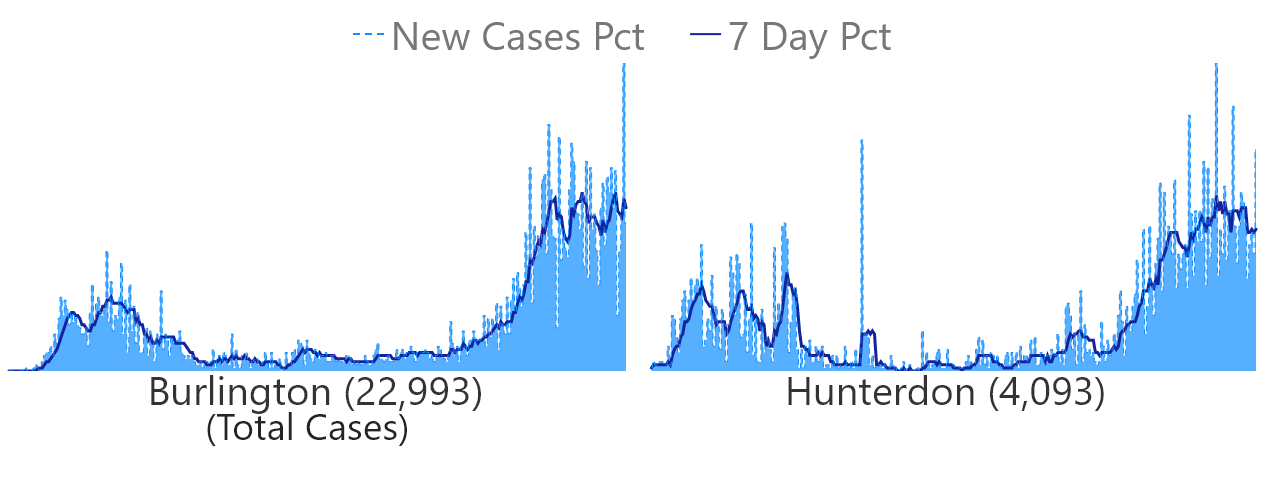 New Cases Pct 7 Day Pct
Burlington (22,993)
(Total Cases)
Hunterdon (4,093)